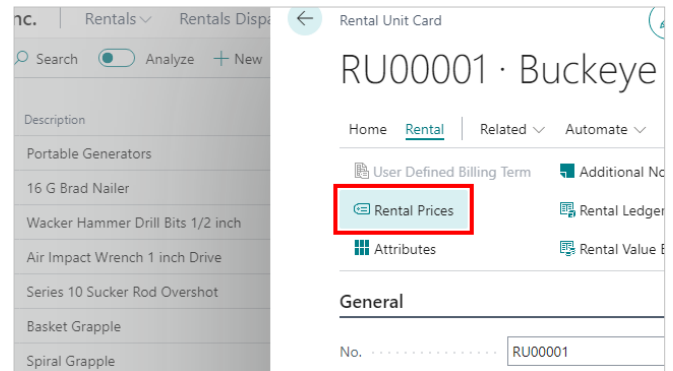 nc. Rentals Rentals Dispa
Search Analyze + New
Description
Portable Generators
16 G Brad Nailer
Wacker Hammer Drill Bits 1/2 inch
Air Impact Wrench 1 inch Drive
Series 10 Sucker Rod Overshot
Basket Grapple
Spiral Grapple
Rental Unit Card
RU00001 · Buckeye
Home Rental Related Automate
User Defined Billing Term Additional No
Rental Prices Rental Ledger
Attributes Rental Value E
General
No. RU00001